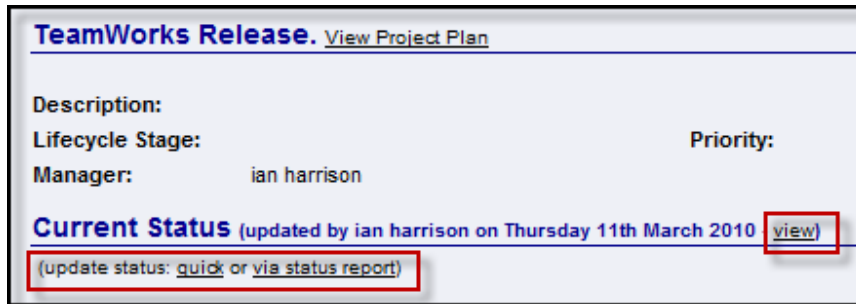 TeamWorks Release. View Project Plan
Description:
Lifecycle Stage: Priority:
Manager: ian harrison
Current Status (updated by ian harrison on Thursday 11th March 2010 - view)
(update status: quick or via status report)